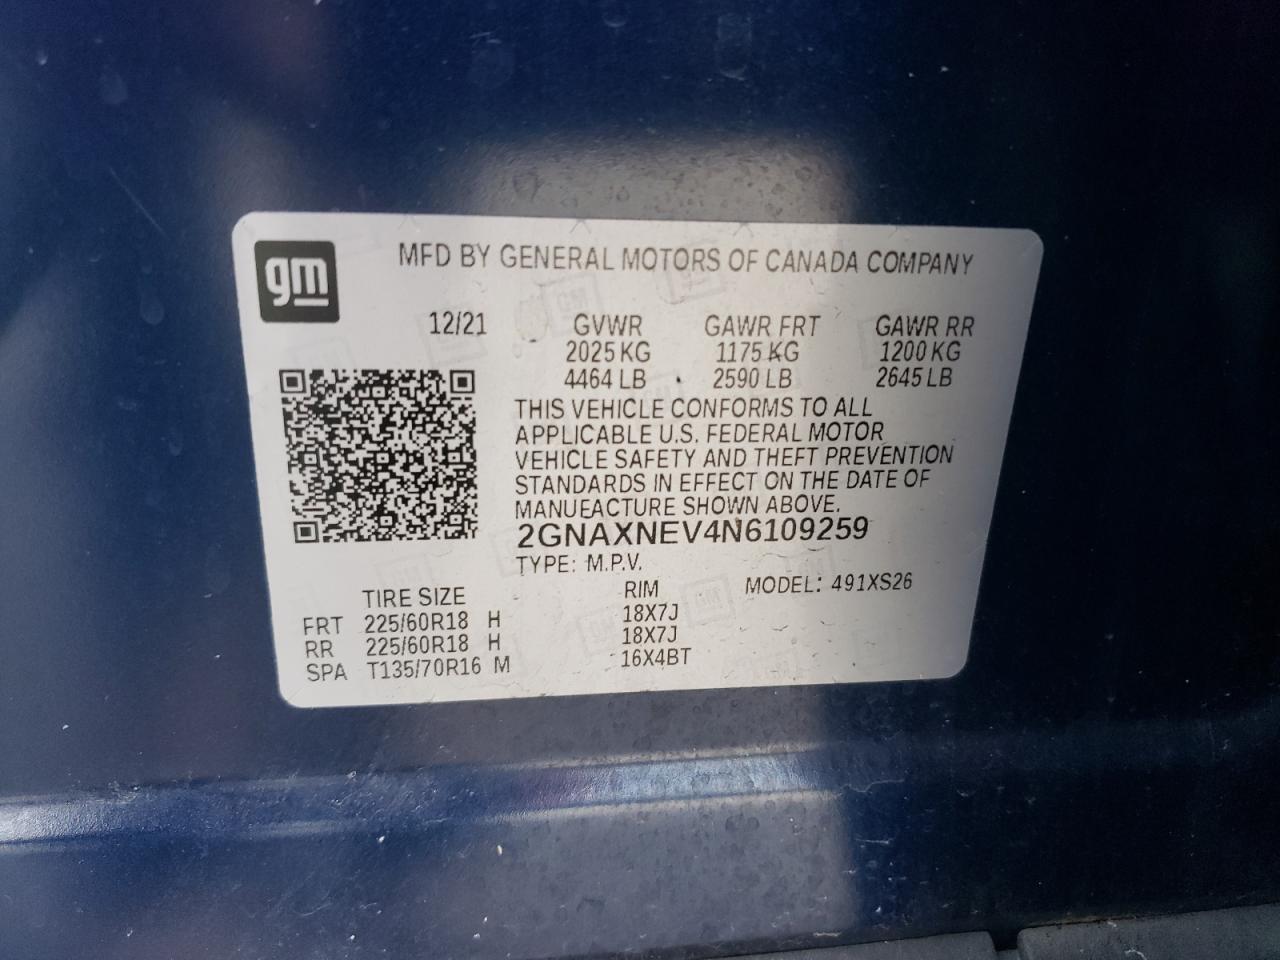 gm
MFD BY GENERAL MOTORS OF CANADA COMPANY
12/21 GVWR GAWR FRT GAWR RR
2025 KG 1175 KG 1200 KG
4464 LB 2590 LB 2645 LB
THIS VEHICLE CONFORMS TO ALL
APPLICABLE U.S. FEDERAL MOTOR
VEHICLE SAFETY AND THEFT PREVENTION
STANDARDS IN EFFECT ON THE DATE OF
MANUFACTURE SHOWN ABOVE.
2GNAXNEV4N6109259
TYPE: M.P.V.
TIRE SIZE RIM MODEL: 491XS26
FRT 225/60R18 H 18X7J
RR 225/60R18 H 18X7J
SPA T135/70R16 M 16X4BT